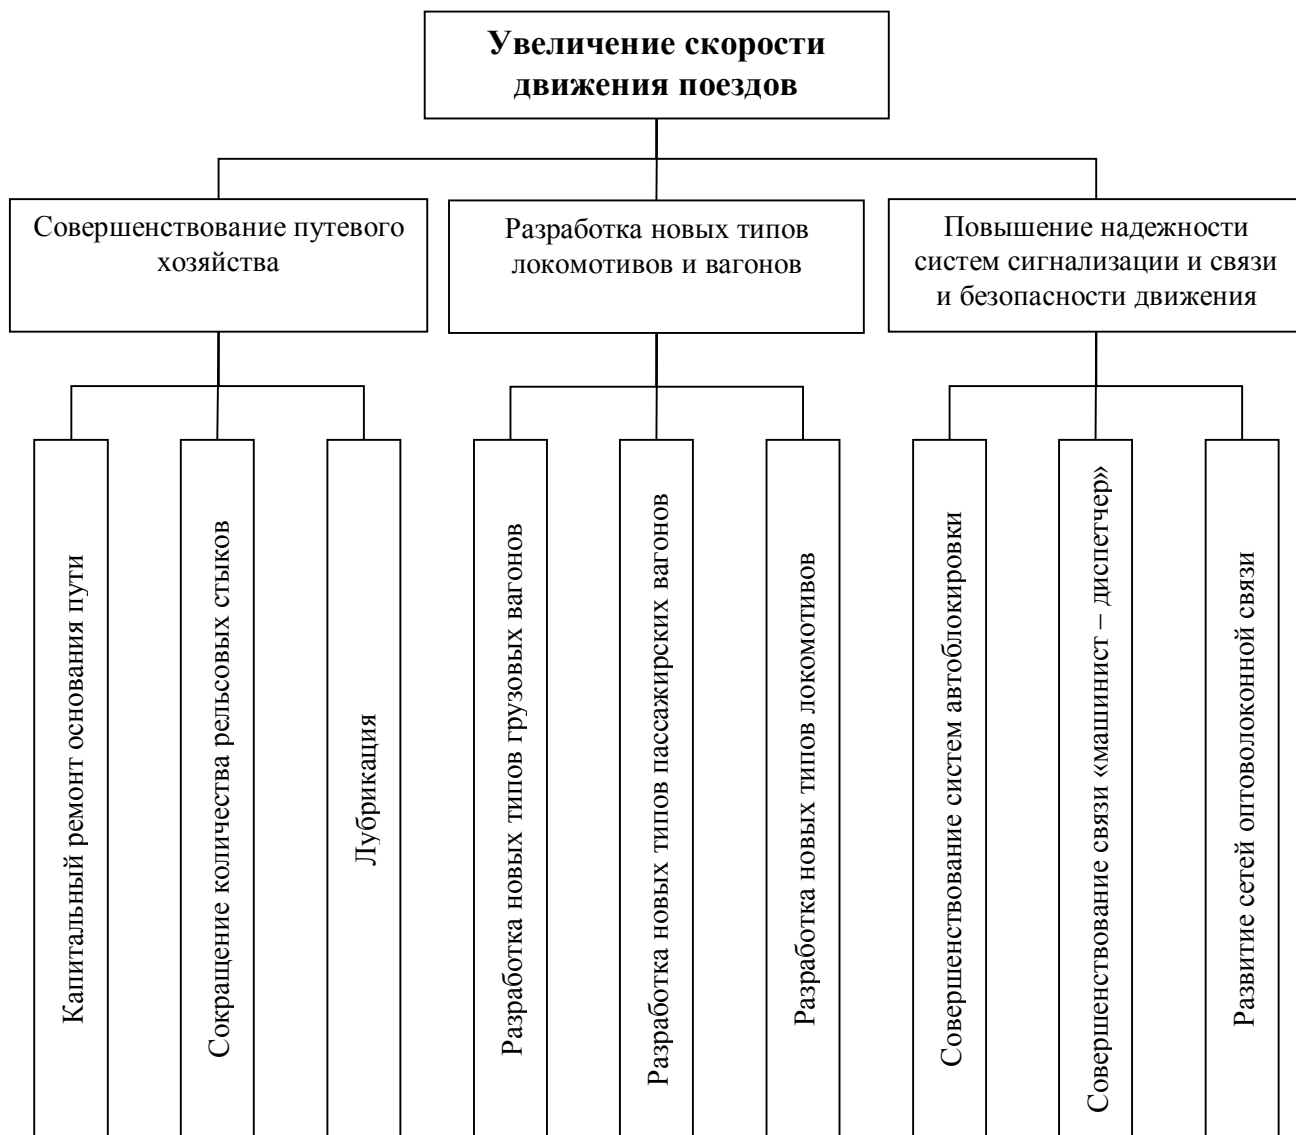 Увеличение скорости
движения поездов
Совершенствование путевого
хозяйства
Разработка новых типов
локомотивов и вагонов
Повышение надежности
систем сигнализации и связи
и безопасности движения
Капитальный ремонт основания пути
Сокращение количества рельсовых стыков
Лубрикация
Разработка новых типов грузовых вагонов
Разработка новых типов пассажирских вагонов
Разработка новых типов локомотивов
Совершенствование систем автоблокировки
Совершенствование связи «машинист – диспетчер»
Развитие сетей оптоволоконной связи